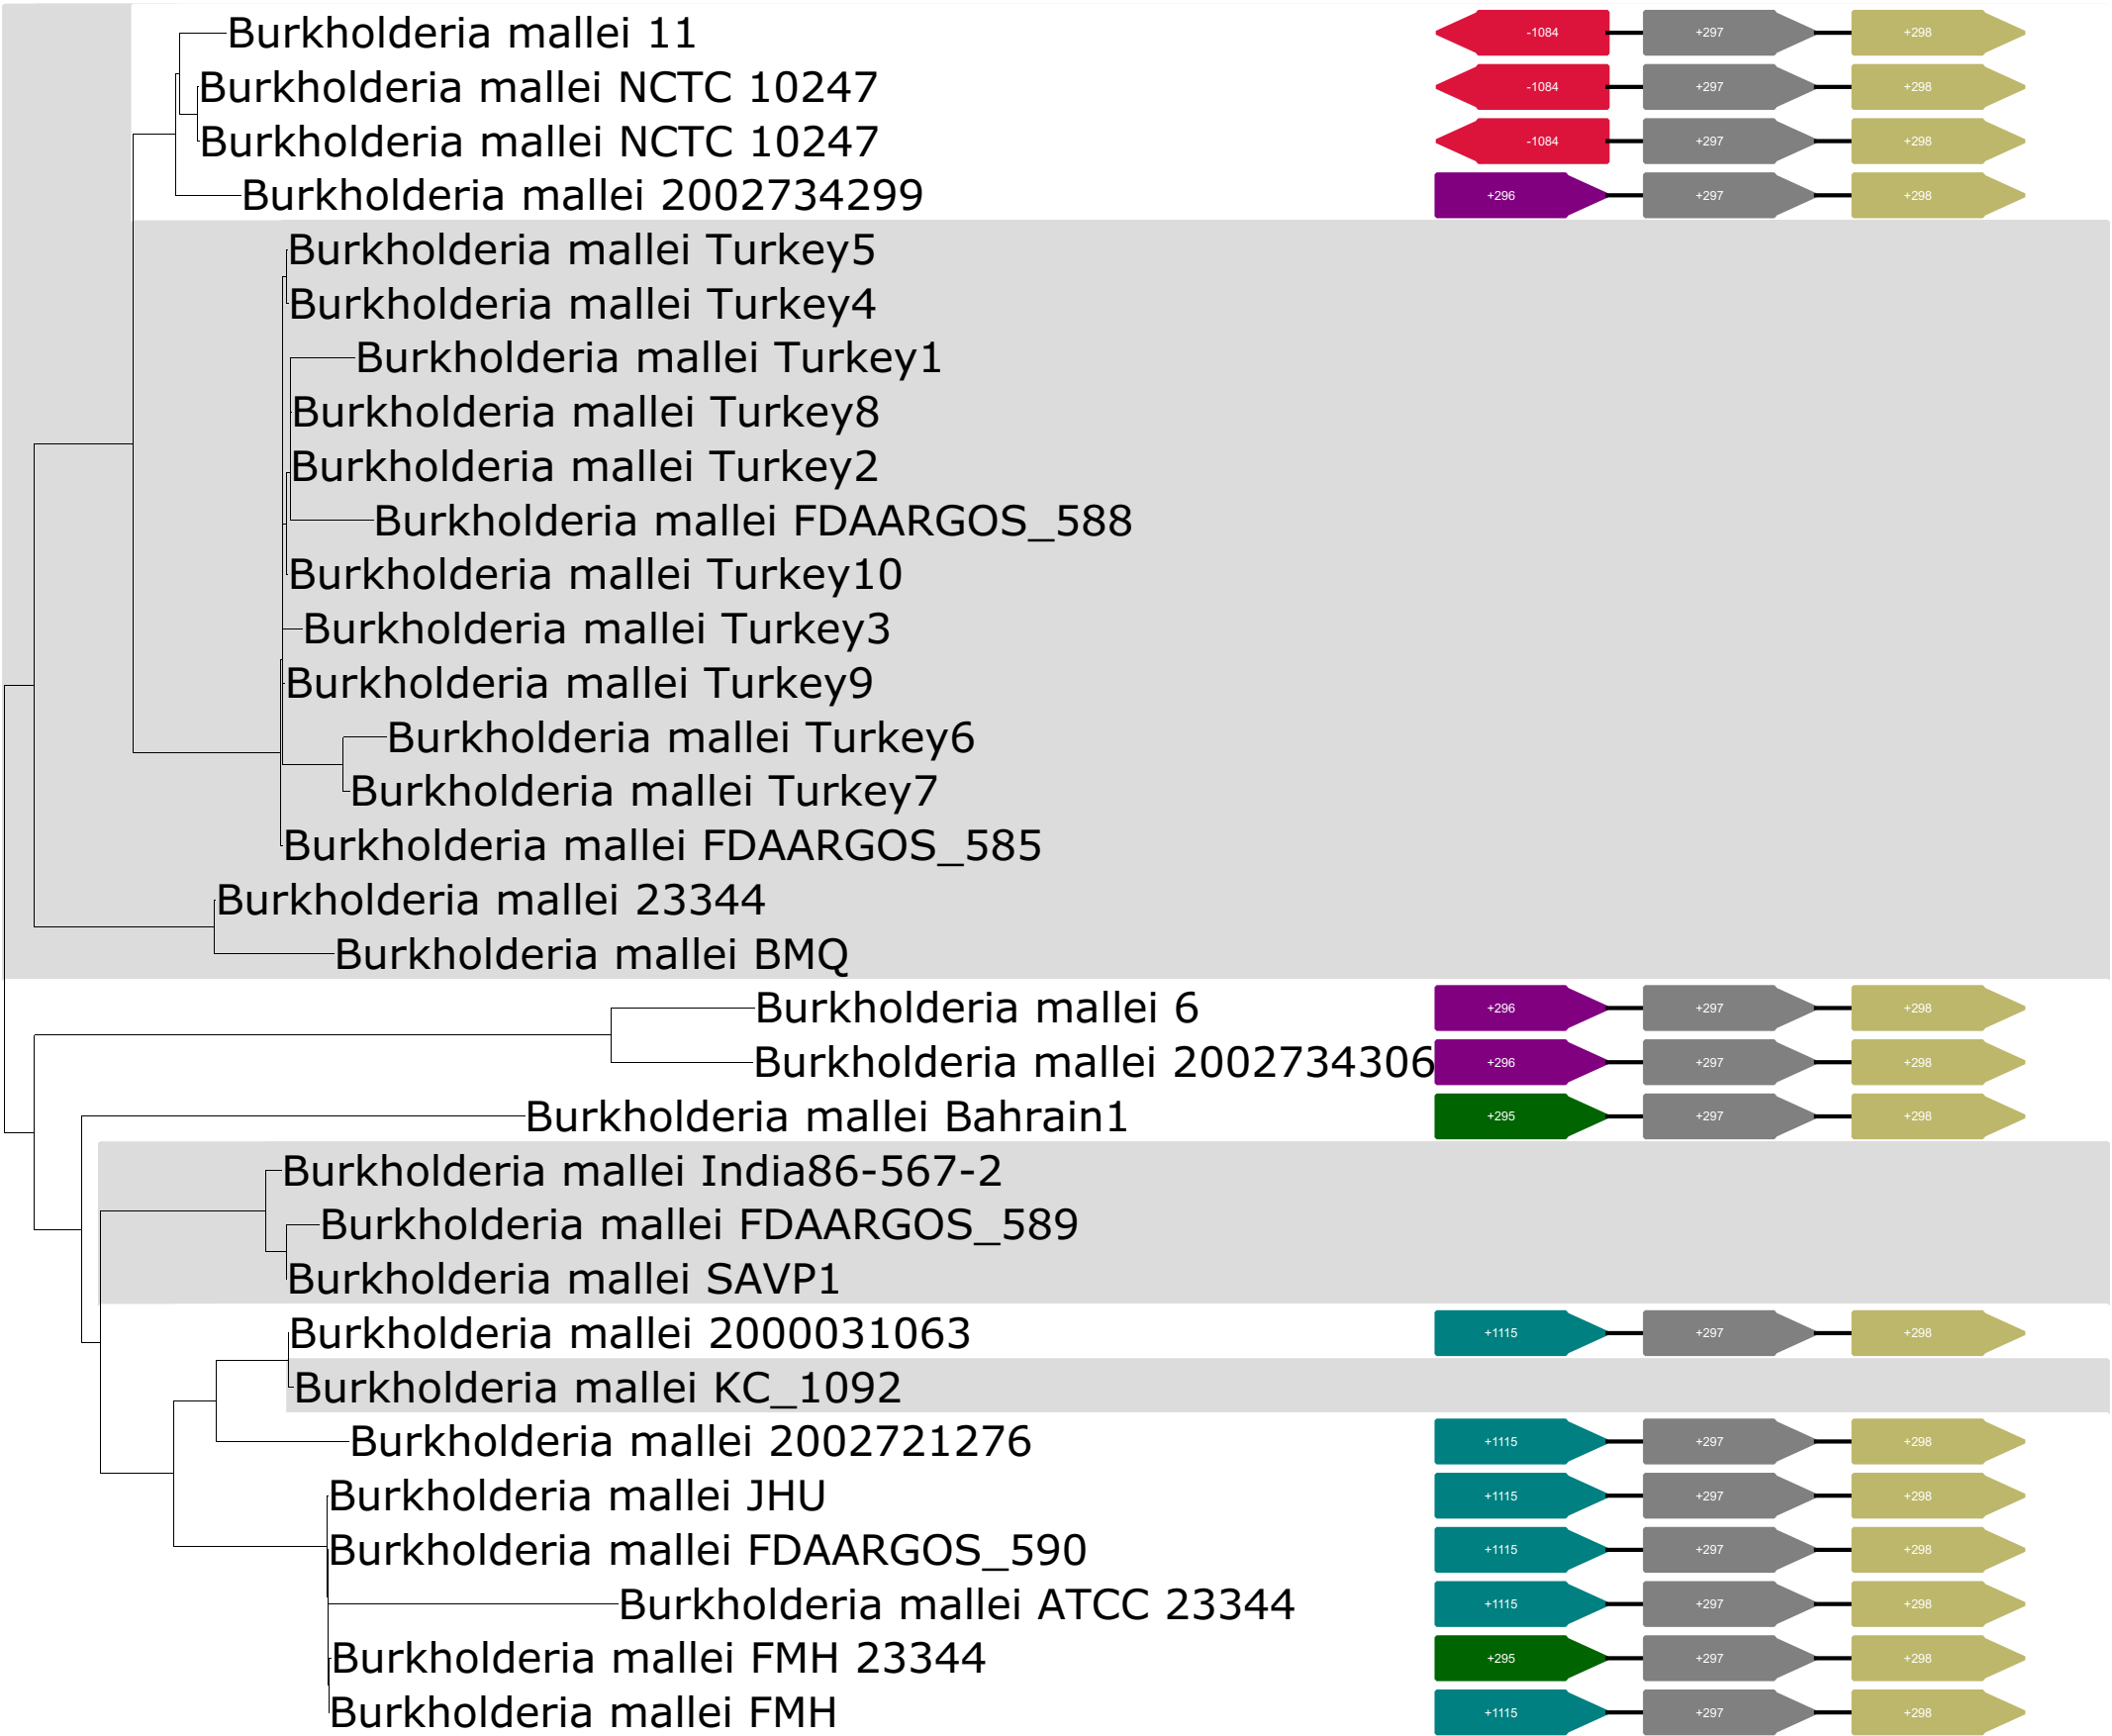 Burkholderia mallei 11 -1084 +297 +298
Burkholderia mallei NCTC 10247 -1084 +297 +298
Burkholderia mallei NCTC 10247 -1084 +297 +298
Burkholderia mallei 2002734299 +296 +297 +298
Burkholderia mallei Turkey5
Burkholderia mallei Turkey4
Burkholderia mallei Turkey1
Burkholderia mallei Turkey8
Burkholderia mallei Turkey2
Burkholderia mallei FDAARGOS_588
Burkholderia mallei Turkey10
Burkholderia mallei Turkey3
Burkholderia mallei Turkey9
Burkholderia mallei Turkey6
Burkholderia mallei Turkey7
Burkholderia mallei FDAARGOS_585
Burkholderia mallei 23344
Burkholderia mallei BMQ
Burkholderia mallei 6 +296 +297 +298
Burkholderia mallei 2002734306 +296 +297 +298
Burkholderia mallei Bahrain1 +295 +297 +298
Burkholderia mallei India86-567-2
Burkholderia mallei FDAARGOS_589
Burkholderia mallei SAVP1
Burkholderia mallei 2000031063 +1115 +297 +298
Burkholderia mallei KC_1092
Burkholderia mallei 2002721276 +1115 +297 +298
Burkholderia mallei JHU +1115 +297 +298
Burkholderia mallei FDAARGOS_590 +1115 +297 +298
Burkholderia mallei ATCC 23344 +1115 +297 +298
Burkholderia mallei FMH 23344 +295 +297 +298
Burkholderia mallei FMH +1115 +297 +298